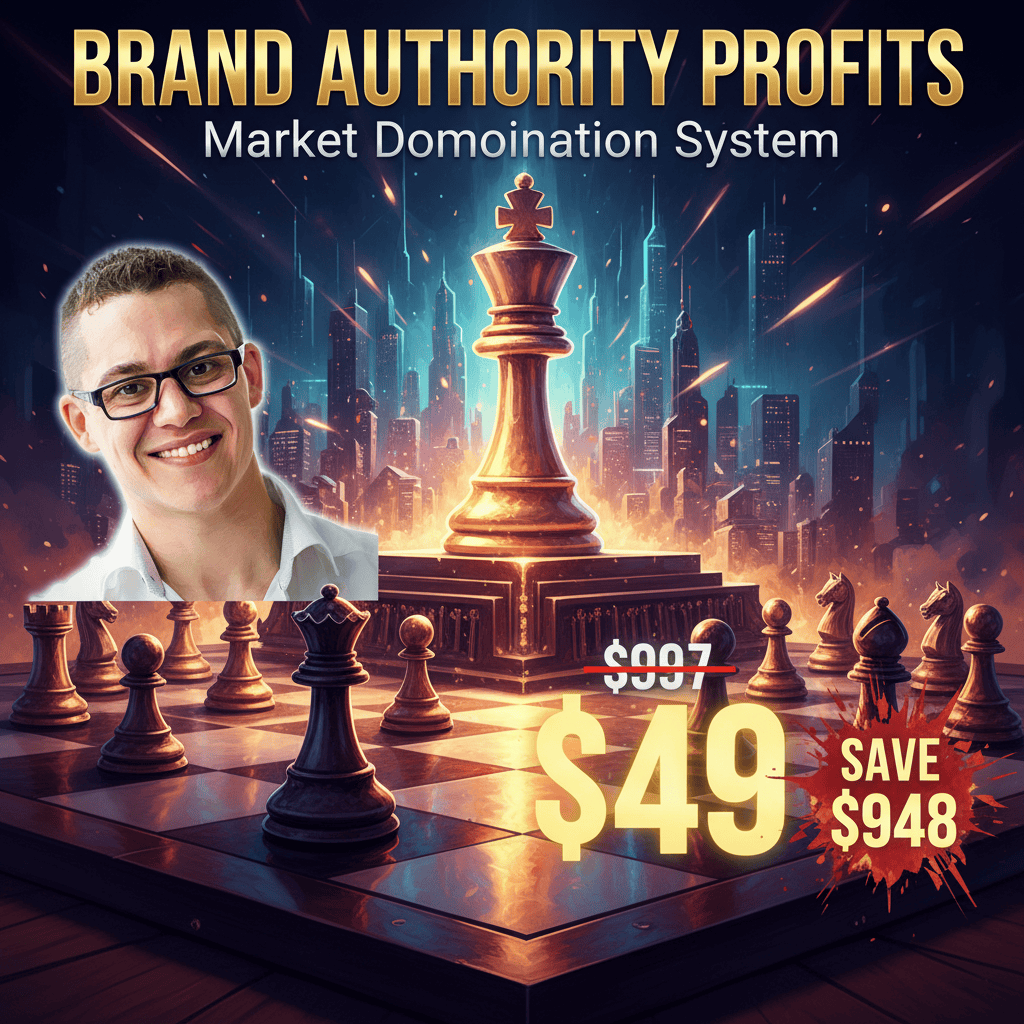 BRAND AUTHORITY PROFITS
Market Domoination System
$997
$49
SAVE
$948